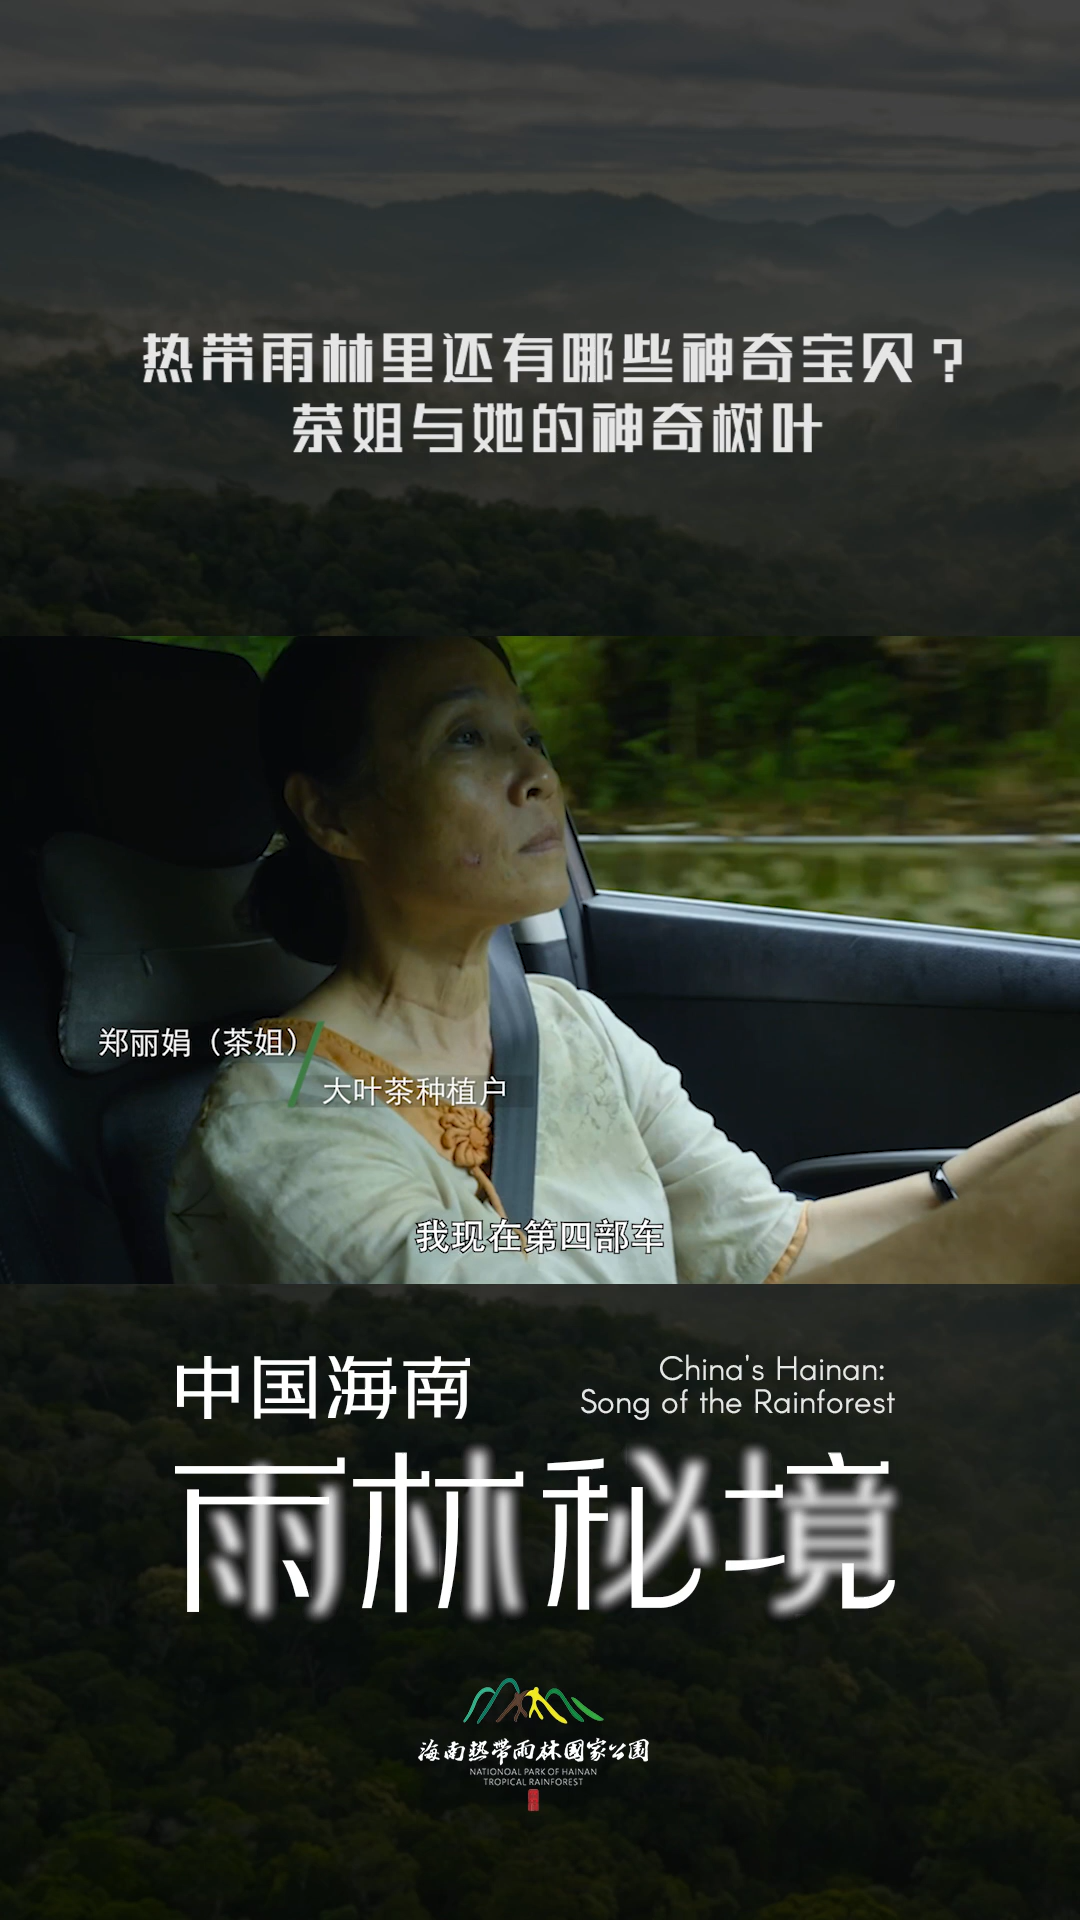 热带雨林里还有哪些神奇宝贝？
茶姐与她的神奇树叶
郑丽娟（茶姐）
大叶茶种植户
我现在第四部车
中国海南
China's Hainan:
Song of the Rainforest
雨林秘境
海南热带雨林国家公园
NATIONOAL PARK OF HAINAN
TROPICAL RAINFOREST